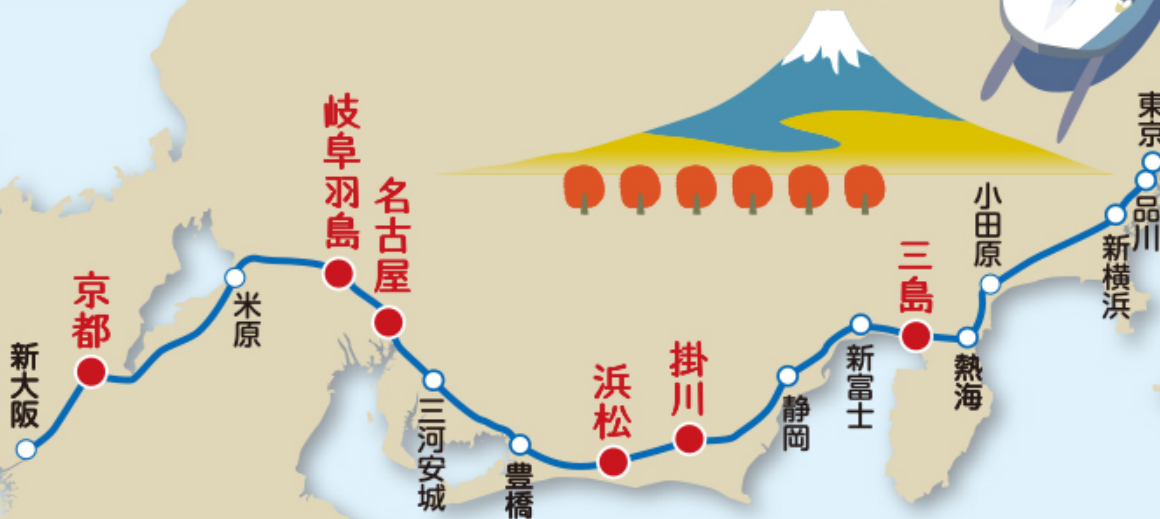 新大阪
京都
米原
岐阜羽島
名古屋
三河安城
豊橋
浜松
掛川
静岡
新富士
三島
熱海
小田原
新横浜
品川
東京